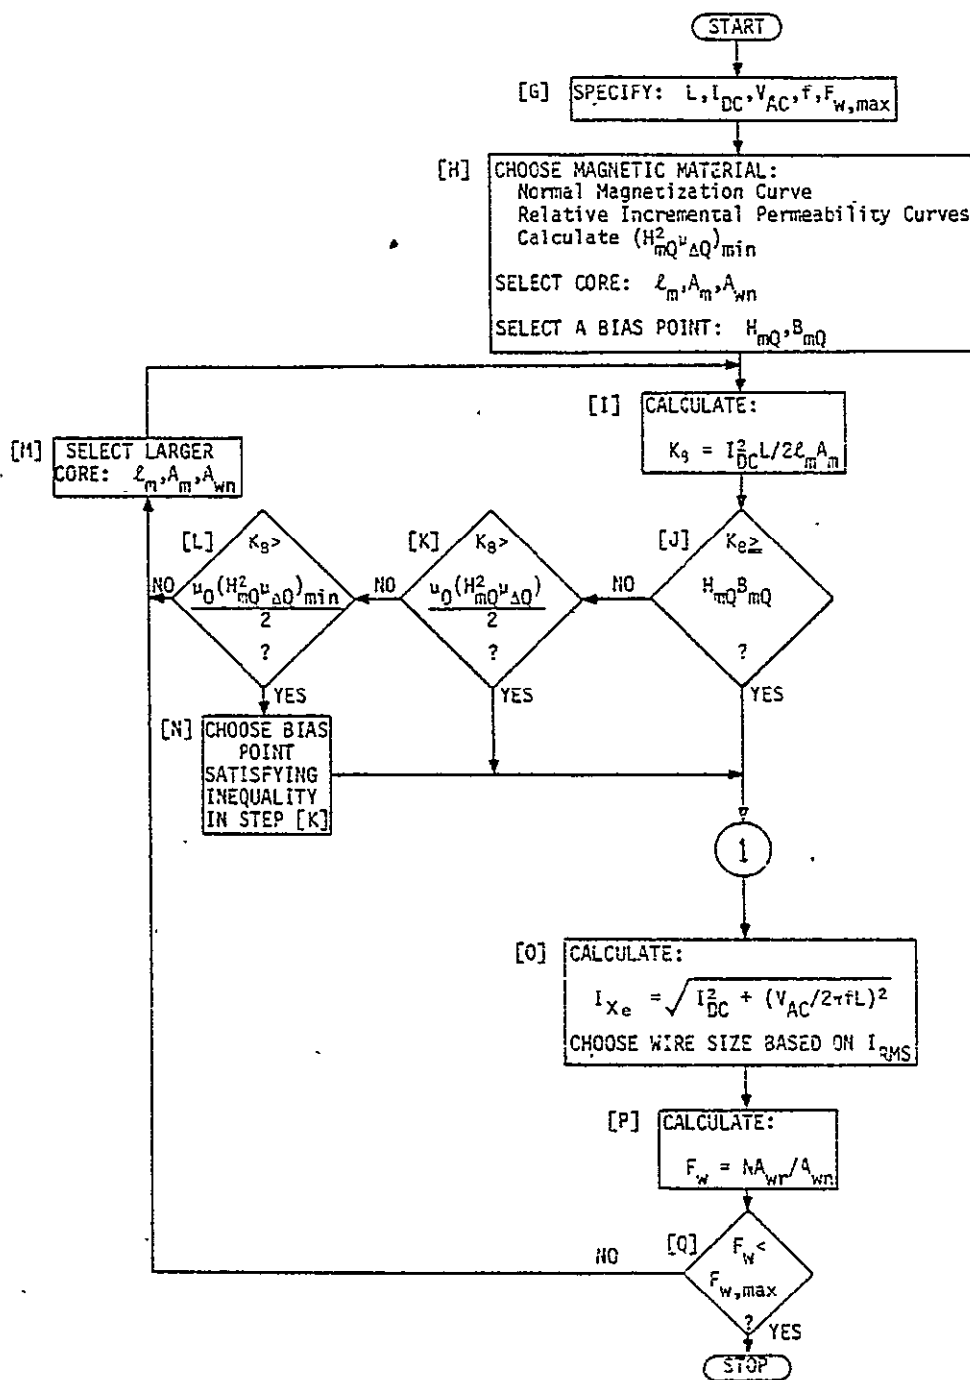 START
[G] SPECIFY: L,I_DC,V_AC,f,F_w,max
[H] CHOOSE MAGNETIC MATERIAL:
Normal Magnetization Curve
Relative Incremental Permeability Curves
Calculate (H²_mQ μ_ΔQ)min
SELECT CORE: ℓ_m,A_m,A_wn
SELECT A BIAS POINT: H_mQ,B_mQ
[I] CALCULATE:
K_g = I²_DC L/2ℓ_m A_m
[M] SELECT LARGER
CORE: ℓ_m,A_m,A_wn
[L] K_g>
μ_0(H²_mQ μ_ΔQ)min
2
?
NO
YES
[K] K_g>
μ_0(H²_mQ μ_ΔQ)
2
?
NO
YES
[J] K_e≥
H_mQ B_mQ
?
NO
YES
[N] CHOOSE BIAS
POINT
SATISFYING
INEQUALITY
IN STEP [K]
1
[O] CALCULATE:
I_Xe = √I²_DC + (V_AC/2πfL)²
CHOOSE WIRE SIZE BASED ON I_RMS
[P] CALCULATE:
F_w = NA_wr/A_wn
[Q] F_w<
F_w,max
?
NO
YES
STOP